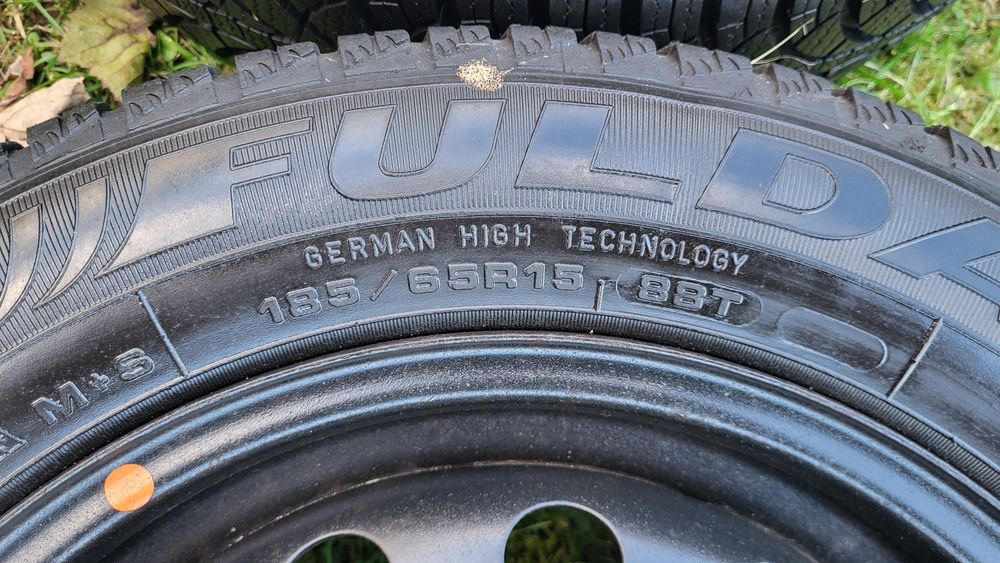 FULDA
GERMAN HIGH TECHNOLOGY
185/65R15 88T
M+S